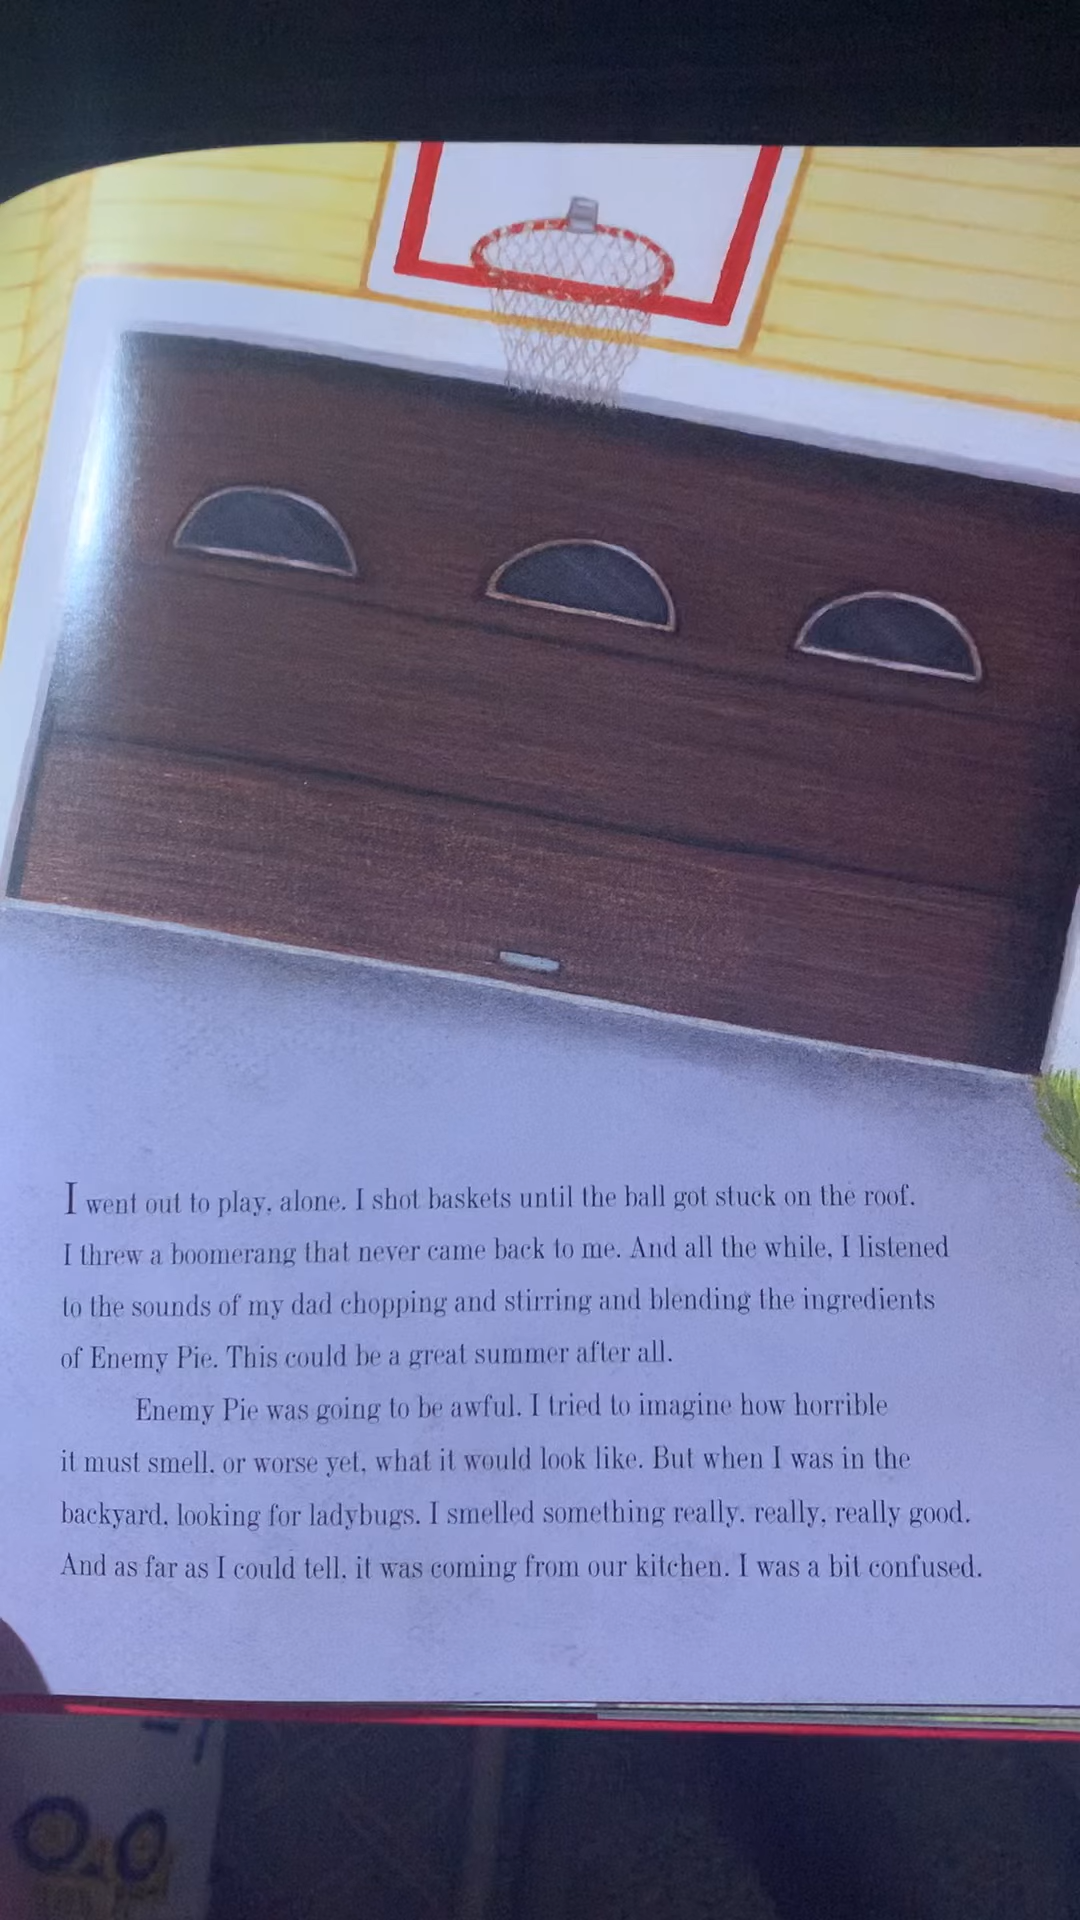 I went out to play, alone. I shot baskets until the ball got stuck on the roof.
I threw a boomerang that never came back to me. And all the while, I listened
to the sounds of my dad chopping and stirring and blending the ingredients
of Enemy Pie. This could be a great summer after all.
Enemy Pie was going to be awful. I tried to imagine how horrible
it must smell, or worse yet, what it would look like. But when I was in the
backyard, looking for ladybugs, I smelled something really, really, really good.
And as far as I could tell, it was coming from our kitchen. I was a bit confused.